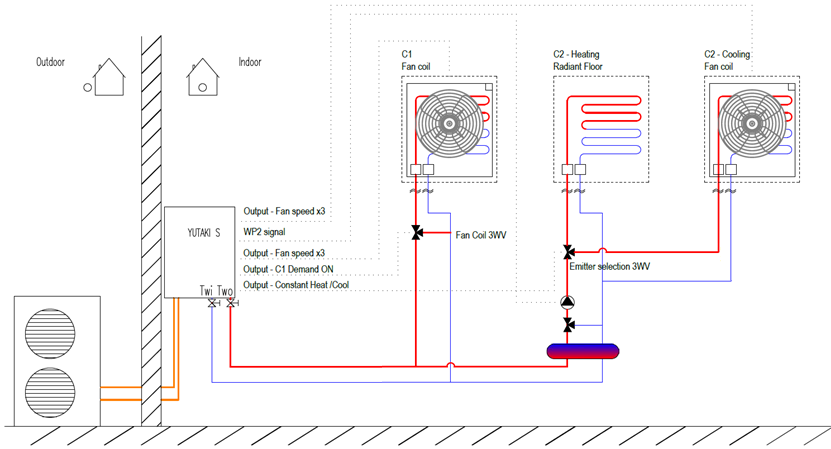 Outdoor
Indoor
C1
Fan coil
C2 - Heating
Radiant Floor
C2 - Cooling
Fan coil
YUTAKI S
Twi Two
Output - Fan speed x3
WP2 signal
Output - Fan speed x3
Output - C1 Demand ON
Output - Constant Heat /Cool
Fan Coil 3WV
Emitter selection 3WV